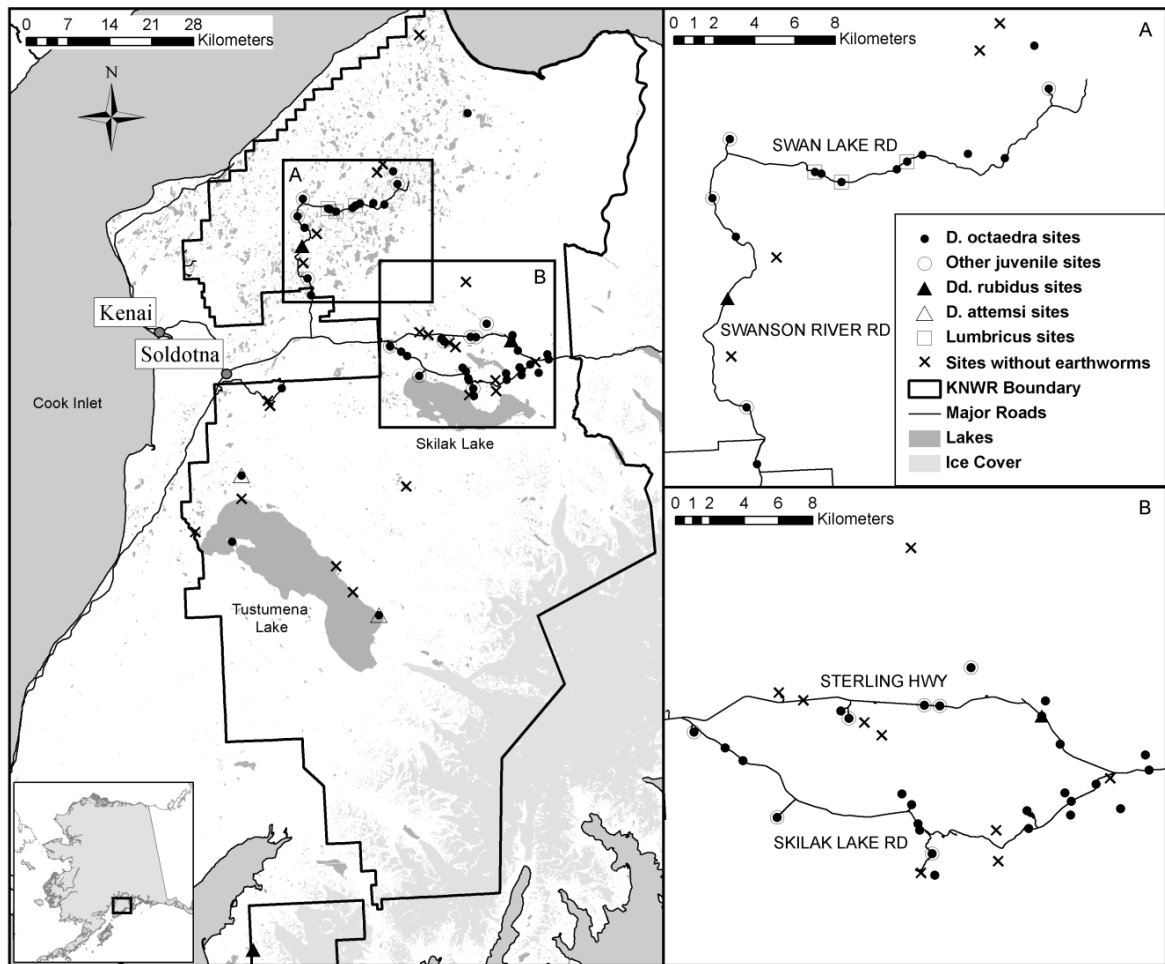 0 7 14 21 28
Kilometers
N
A
B
Kenai
Soldotna
Cook Inlet
Skilak Lake
Tustumena
Lake
0 2 4 6 8
Kilometers
A
SWAN LAKE RD
SWANSON RIVER RD
D. octaedra sites
Other juvenile sites
Dd. rubidus sites
D. attemsi sites
Lumbricus sites
Sites without earthworms
KNWR Boundary
Major Roads
Lakes
Ice Cover
0 1 2 4 6 8
Kilometers
B
STERLING HWY
SKILAK LAKE RD